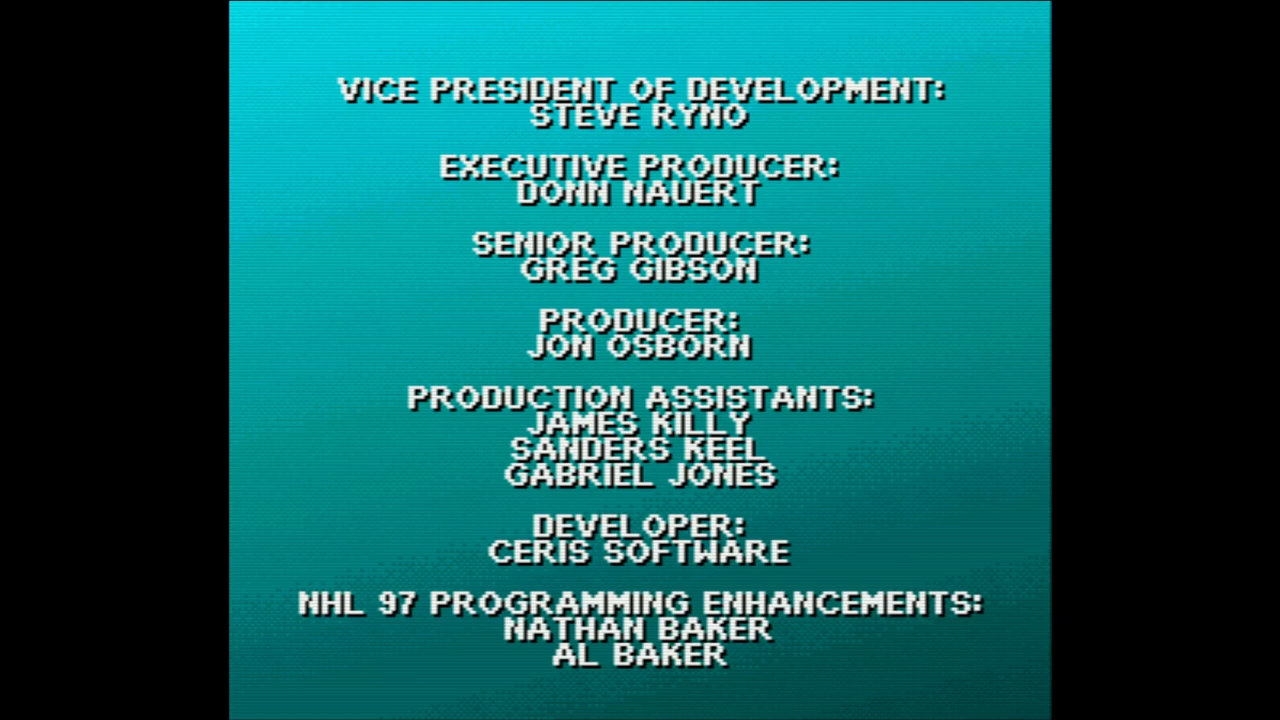 VICE PRESIDENT OF DEVELOPMENT:
STEVE RYNO
EXECUTIVE PRODUCER:
DONN NAUERT
SENIOR PRODUCER:
GREG GIBSON
PRODUCER:
JON OSBORN
PRODUCTION ASSISTANTS:
JAMES KILLY
SANDERS KEEL
GABRIEL JONES
DEVELOPER:
CERIS SOFTWARE
NHL 97 PROGRAMMING ENHANCEMENTS:
NATHAN BAKER
AL BAKER